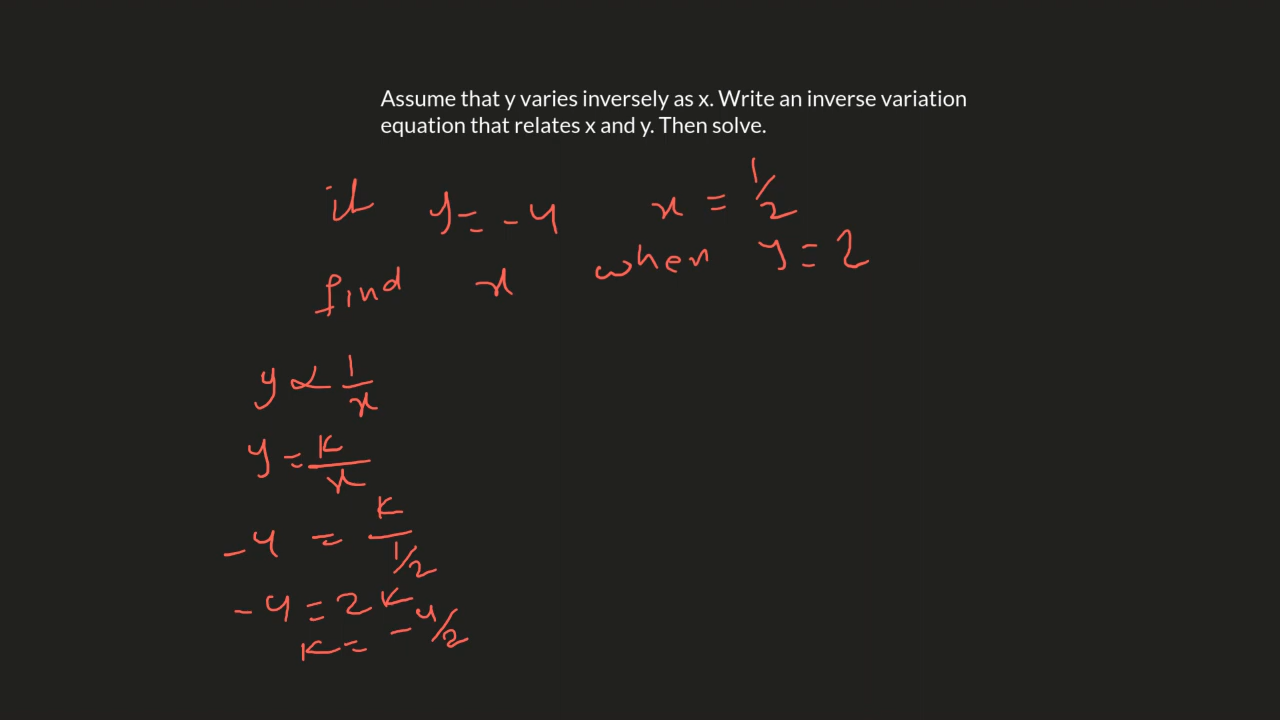 Assume that y varies inversely as x. Write an inverse variation
equation that relates x and y. Then solve.
if y = -4 x = 1/2
find x when y = 2
y ∝ 1/x
y = K/x
-4 = K/1/2
-4 = 2K
K = -4/2